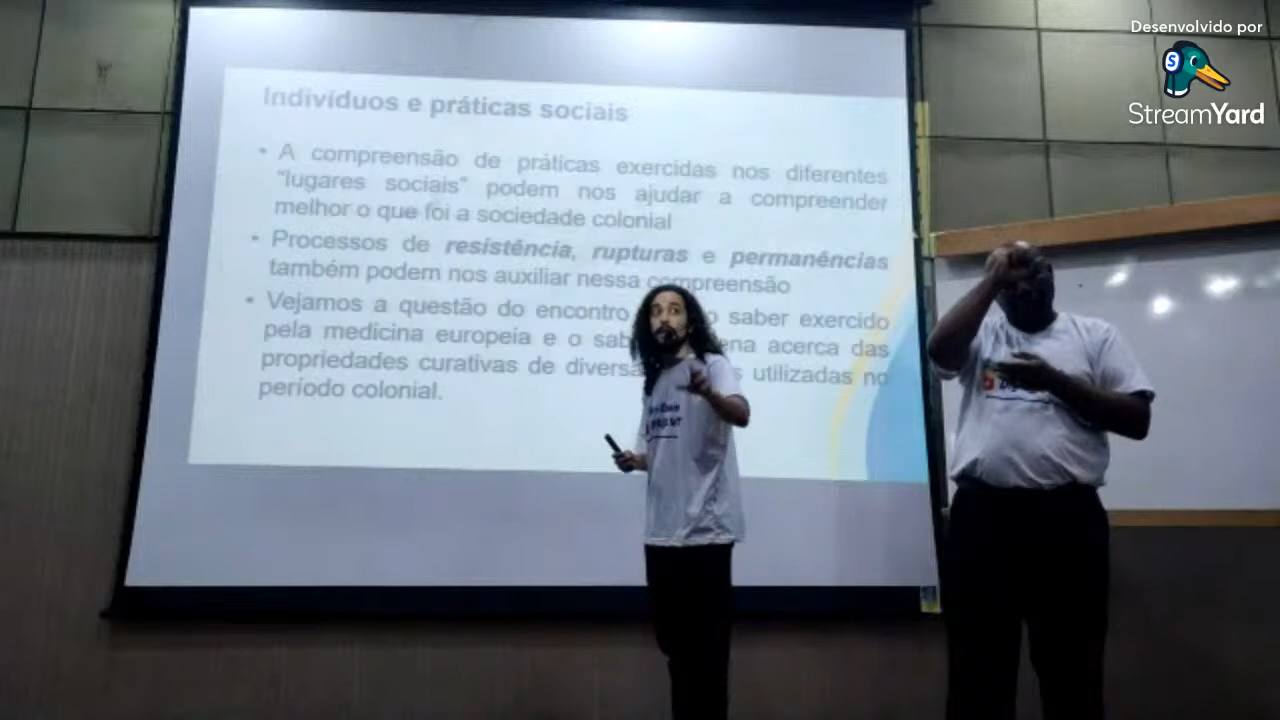 Desenvolvido por
StreamYard
Indivíduos e práticas sociais
• A compreensão de práticas exercidas nos diferentes
"lugares sociais" podem nos ajudar a compreender
melhor o que foi a sociedade colonial
• Processos de resistência, rupturas e permanências
também podem nos auxiliar nessa compreensão
• Vejamos a questão do encontro o saber exercido
pela medicina europeia e o acerca das
propriedades curativas de utilizadas no
período colonial.